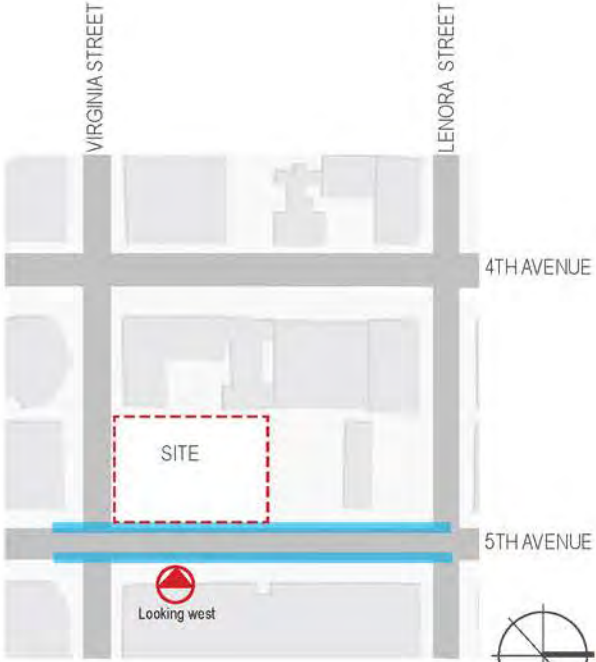 VIRGINIA STREET
LENORA STREET
4TH AVENUE
SITE
5TH AVENUE
Looking west